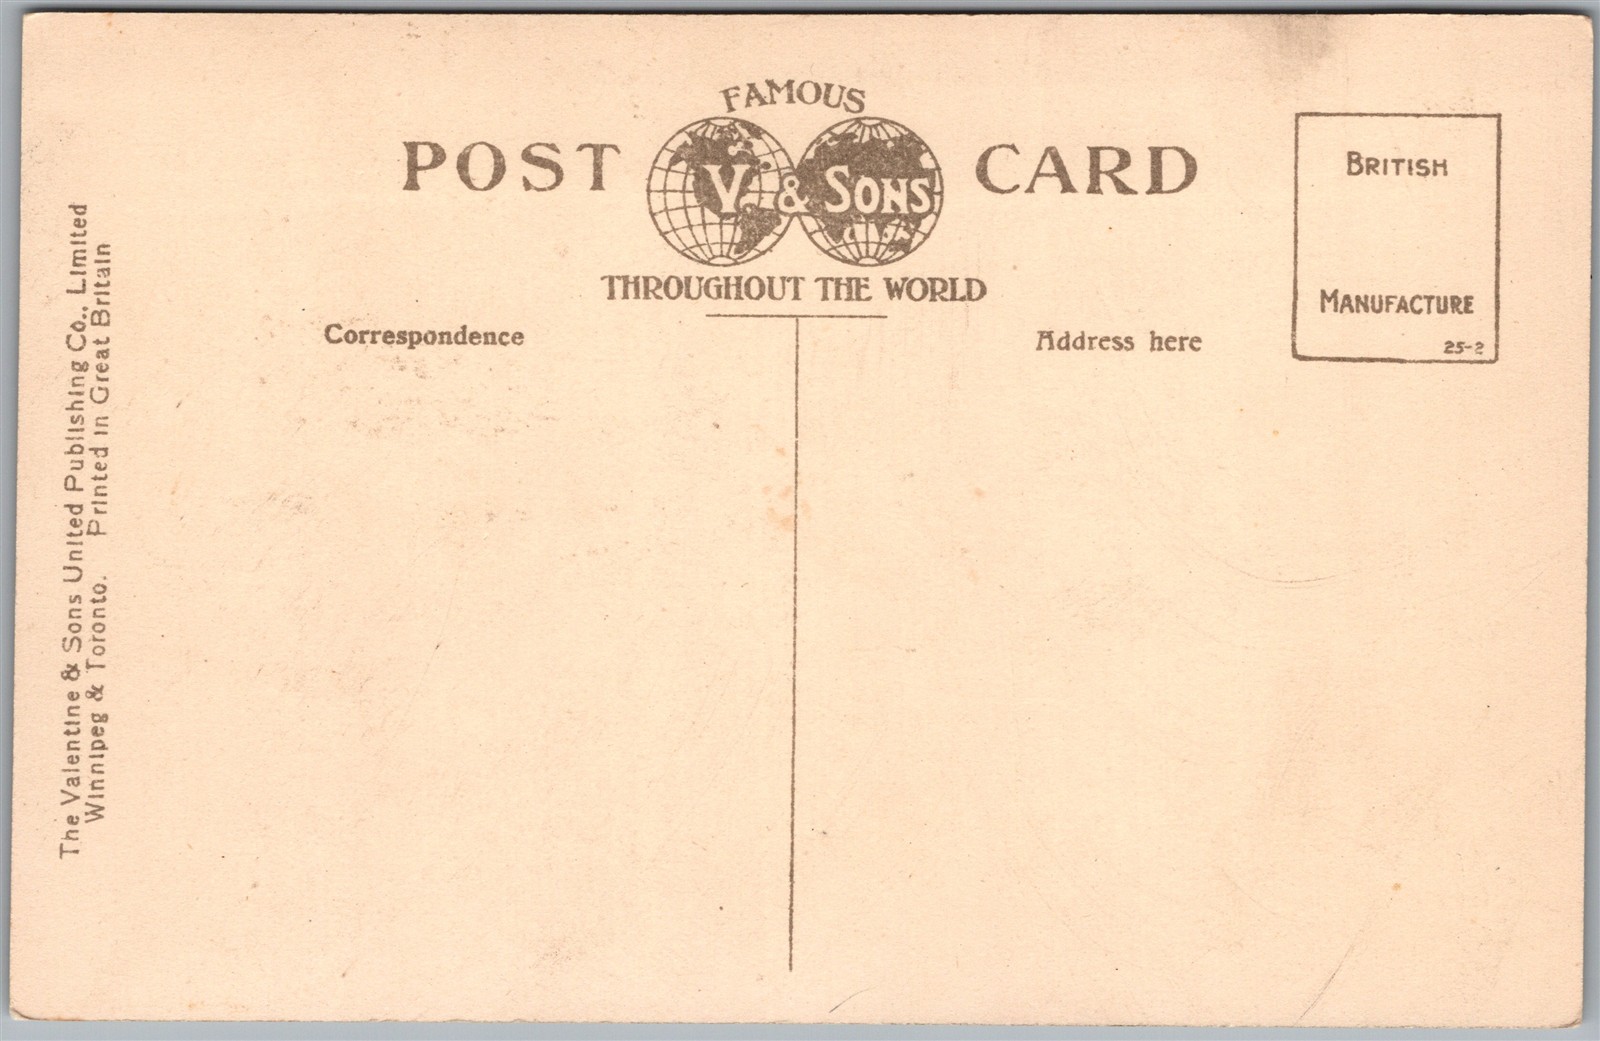 FAMOUS
POST V & SONS CARD
THROUGHOUT THE WORLD
Correspondence
Address here
BRITISH
MANUFACTURE
25-2
The Valentine & Sons United Publishing Co., Limited
Winnipeg & Toronto. Printed in Great Britain